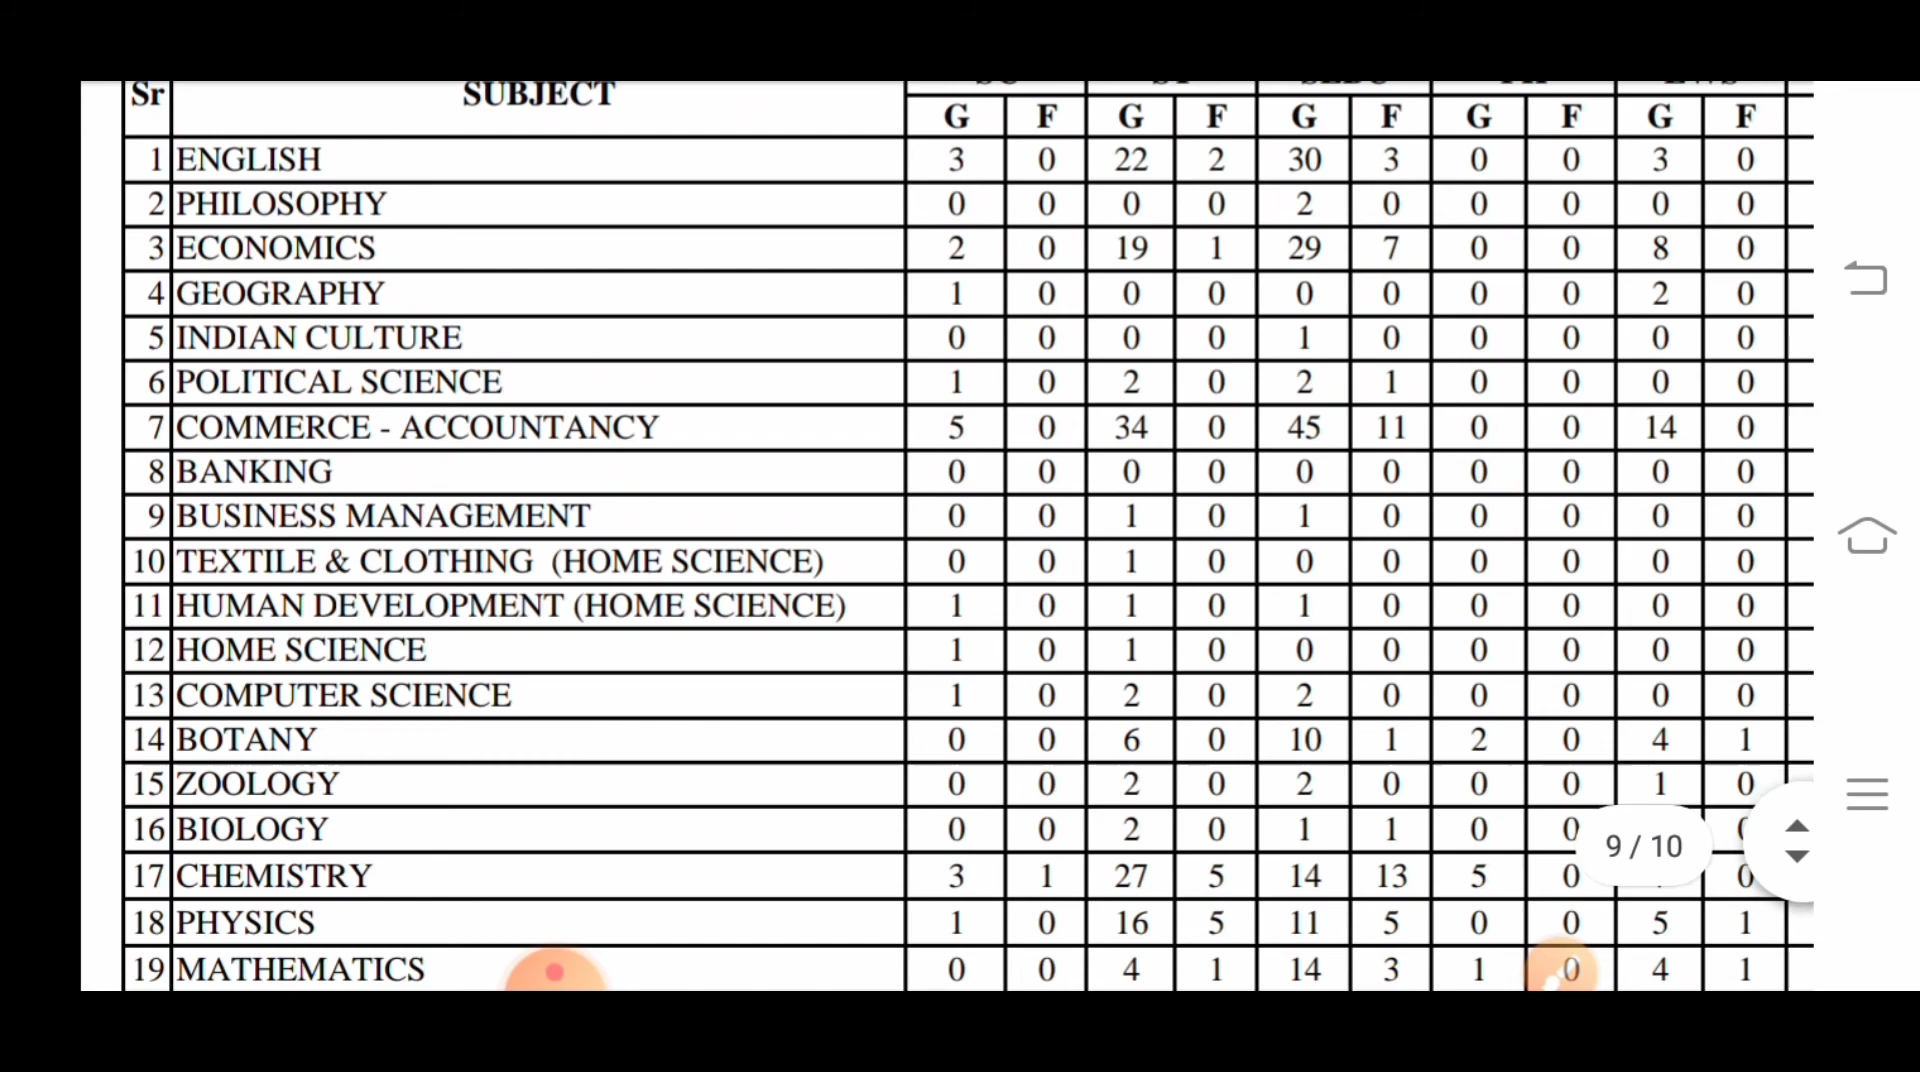 Sr SUBJECT
G F G F G F G F G F
1 ENGLISH 3 0 22 2 30 3 0 0 3 0
2 PHILOSOPHY 0 0 0 0 2 0 0 0 0 0
3 ECONOMICS 2 0 19 1 29 7 0 0 8 0
4 GEOGRAPHY 1 0 0 0 0 0 0 0 2 0
5 INDIAN CULTURE 0 0 0 0 1 0 0 0 0 0
6 POLITICAL SCIENCE 1 0 2 0 2 1 0 0 0 0
7 COMMERCE - ACCOUNTANCY 5 0 34 0 45 11 0 0 14 0
8 BANKING 0 0 0 0 0 0 0 0 0 0
9 BUSINESS MANAGEMENT 0 0 1 0 1 0 0 0 0 0
10 TEXTILE & CLOTHING (HOME SCIENCE) 0 0 1 0 0 0 0 0 0 0
11 HUMAN DEVELOPMENT (HOME SCIENCE) 1 0 1 0 1 0 0 0 0 0
12 HOME SCIENCE 1 0 1 0 0 0 0 0 0 0
13 COMPUTER SCIENCE 1 0 2 0 2 0 0 0 0 0
14 BOTANY 0 0 6 0 10 1 2 0 4 1
15 ZOOLOGY 0 0 2 0 2 0 0 0 1 0
16 BIOLOGY 0 0 2 0 1 1 0 0
9 / 10
17 CHEMISTRY 3 1 27 5 14 13 5 0 0
18 PHYSICS 1 0 16 5 11 5 0 0 5 1
19 MATHEMATICS 0 0 4 1 14 3 1 0 4 1